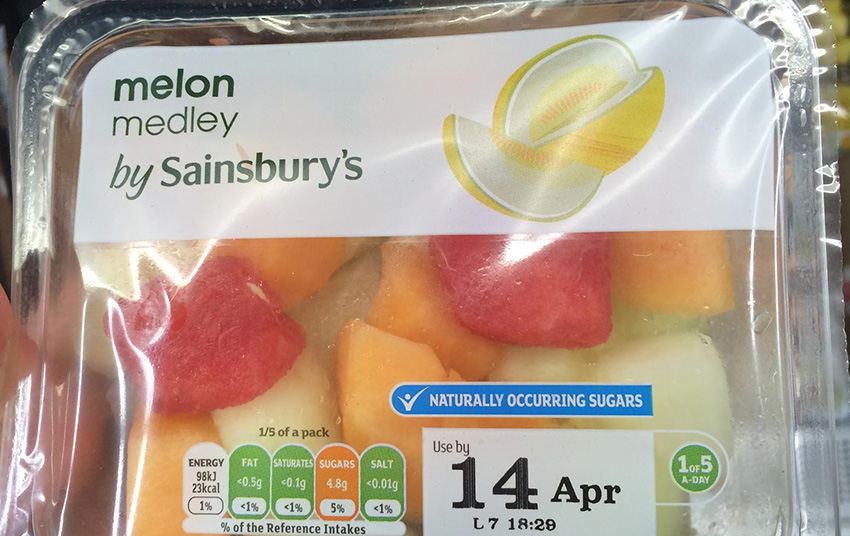 melon
medley
by Sainsbury's
NATURALLY OCCURRING SUGARS
1/5 of a pack
ENERGY FAT SATURATES SUGARS SALT
98kJ
23kcal <0.5g <0.1g 4.8g <0.01g
1% <1% <1% 5% <1%
% of the Reference Intakes
Use by
14 Apr
L 7 18:29
1 OF 5
A-DAY